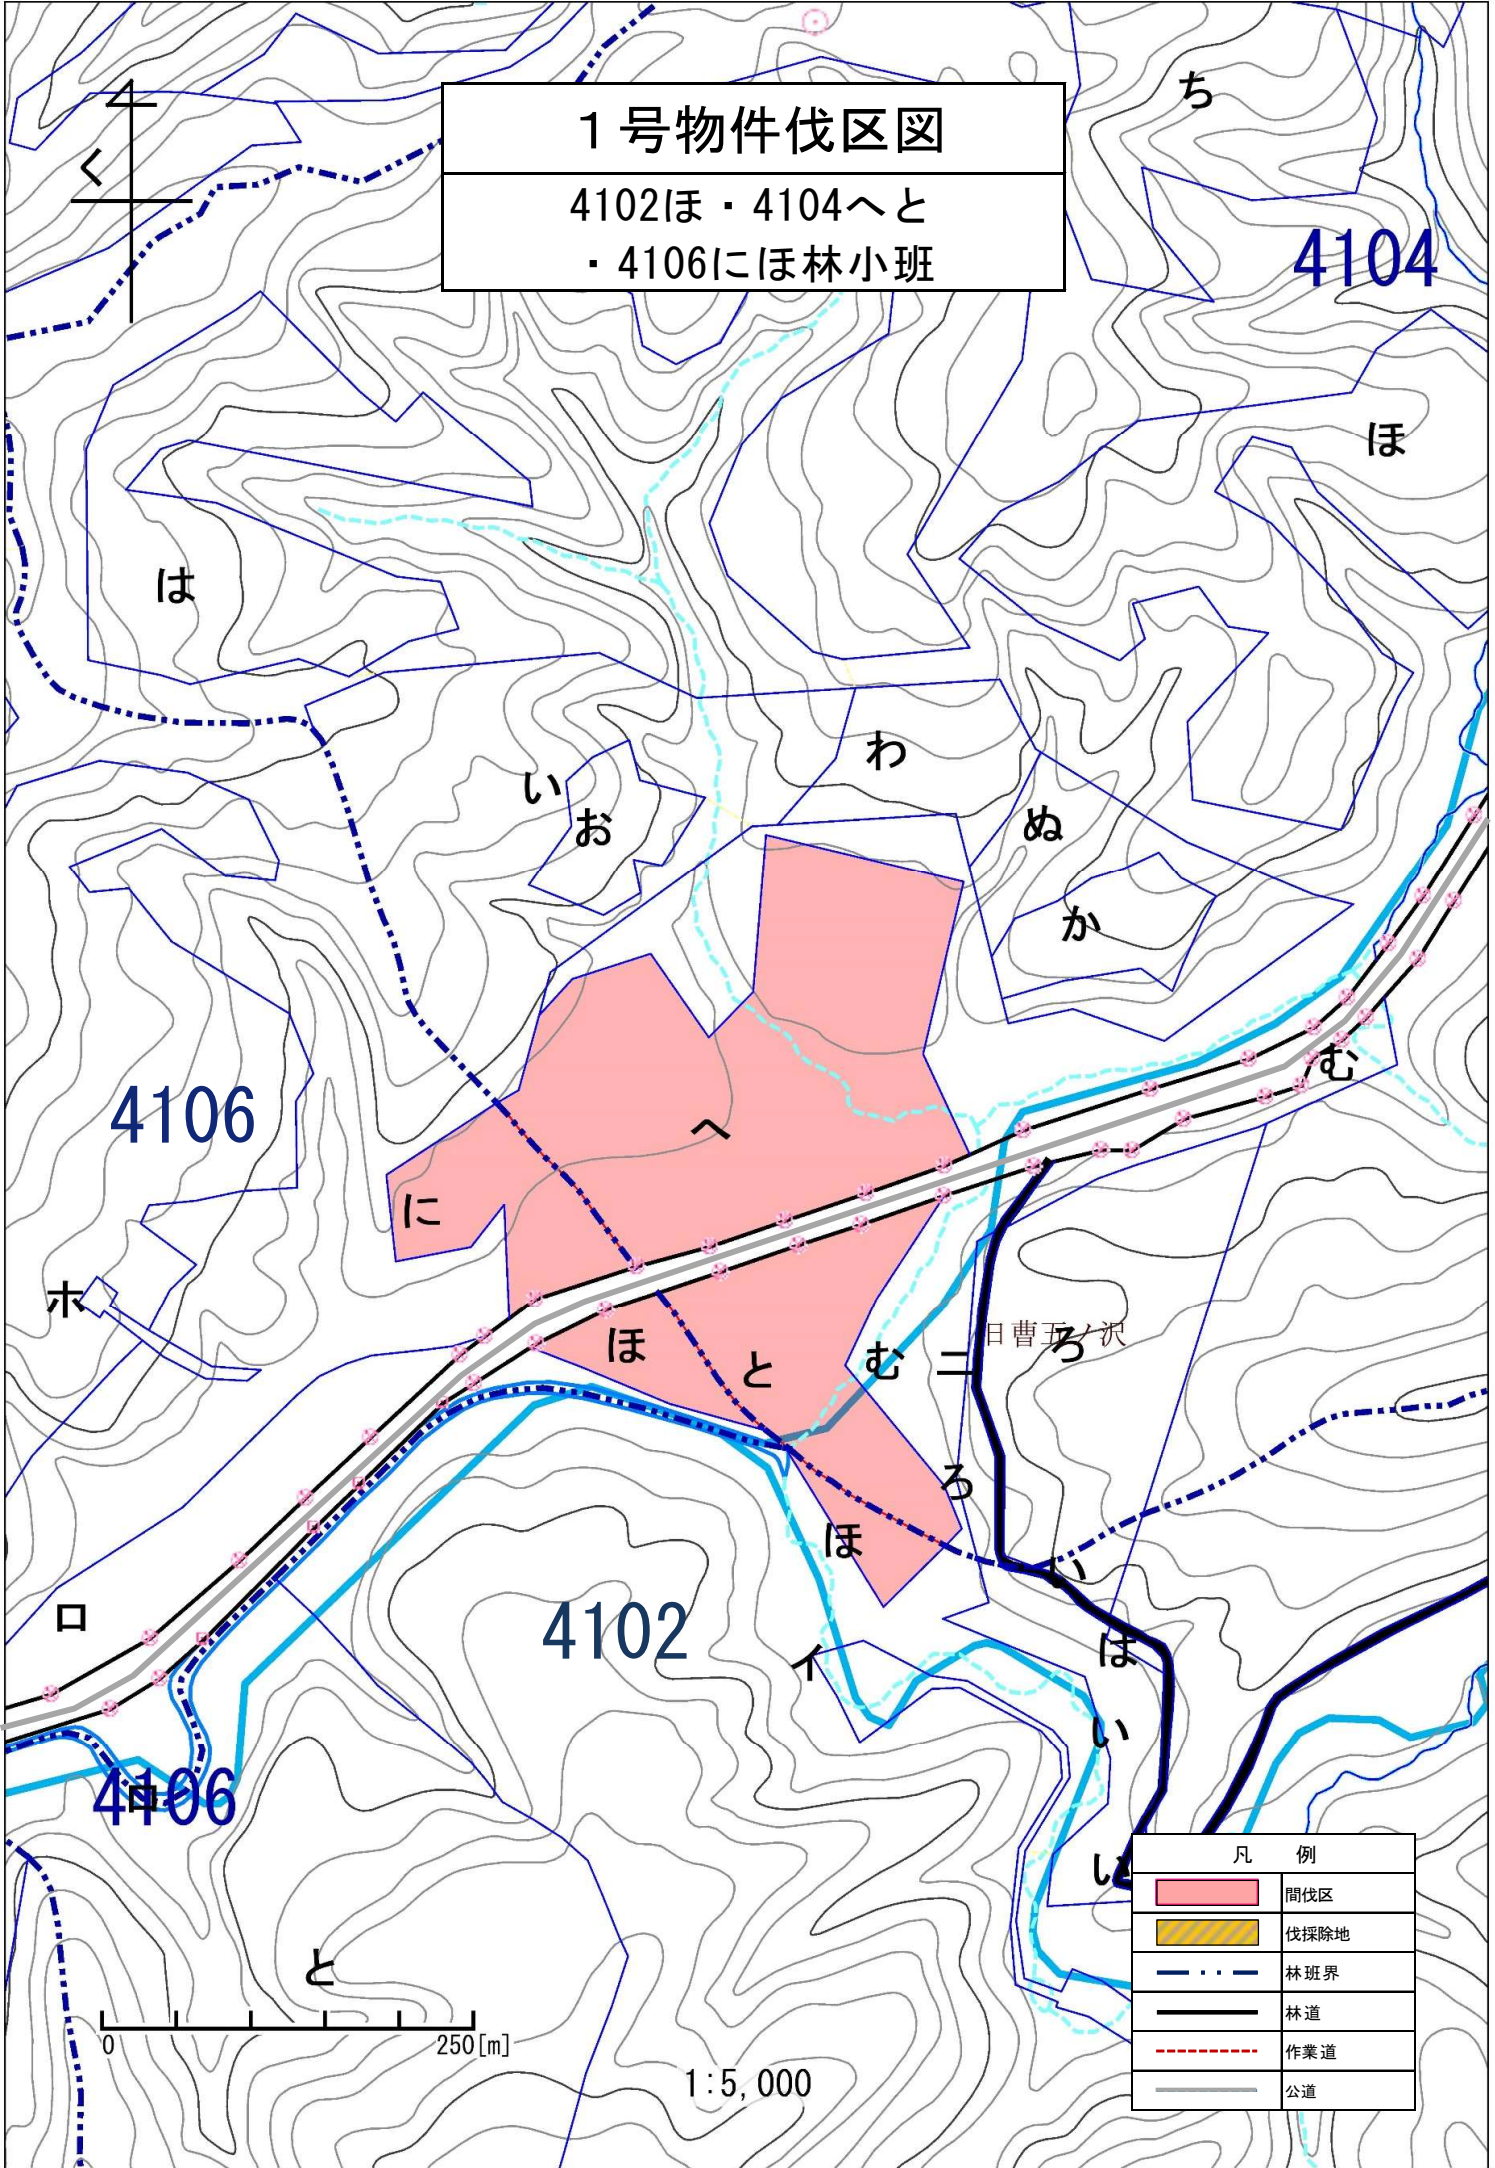 1号物件伐区図
4102ほ・4104へと
・4106にほ林小班
ち
く
4104
ほ
は
わ
い
お
ぬ
か
む
4106
へ
に
ホ
日曹五ノ沢
ほ
と
む
ニ
ろ
ろ
ほ
い
ロ
4102
は
イ
い
4106
ロ
い
と
0
250[m]
1:5,000
凡 例
間伐区
伐採除地
林班界
林道
作業道
公道